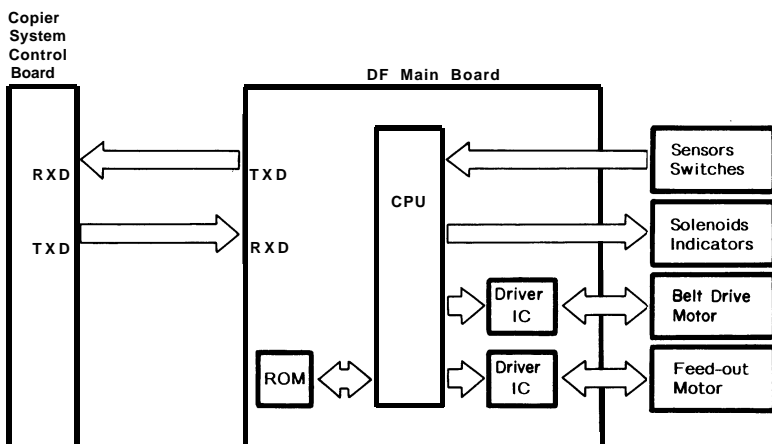 Copier
System
Control
Board
DF Main Board
RXD
TXD
TXD
RXD
CPU
ROM
Driver
IC
Driver
IC
Sensors
Switches
Solenoids
Indicators
Belt Drive
Motor
Feed-out
Motor